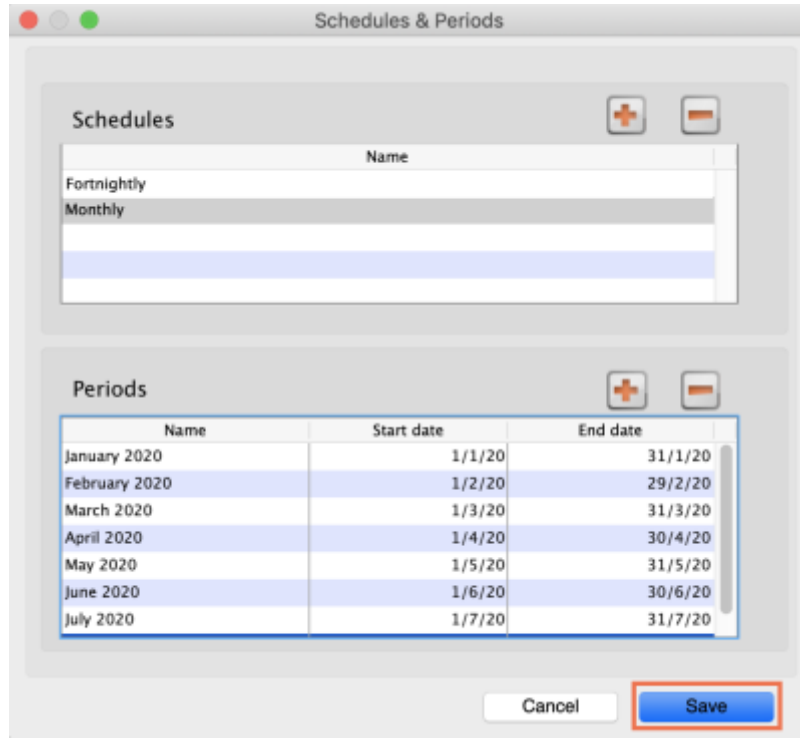 Schedules & Periods
Schedules
Name
Fortnightly
Monthly
Periods
Name Start date End date
January 2020 1/1/20 31/1/20
February 2020 1/2/20 29/2/20
March 2020 1/3/20 31/3/20
April 2020 1/4/20 30/4/20
May 2020 1/5/20 31/5/20
June 2020 1/6/20 30/6/20
July 2020 1/7/20 31/7/20
Cancel Save